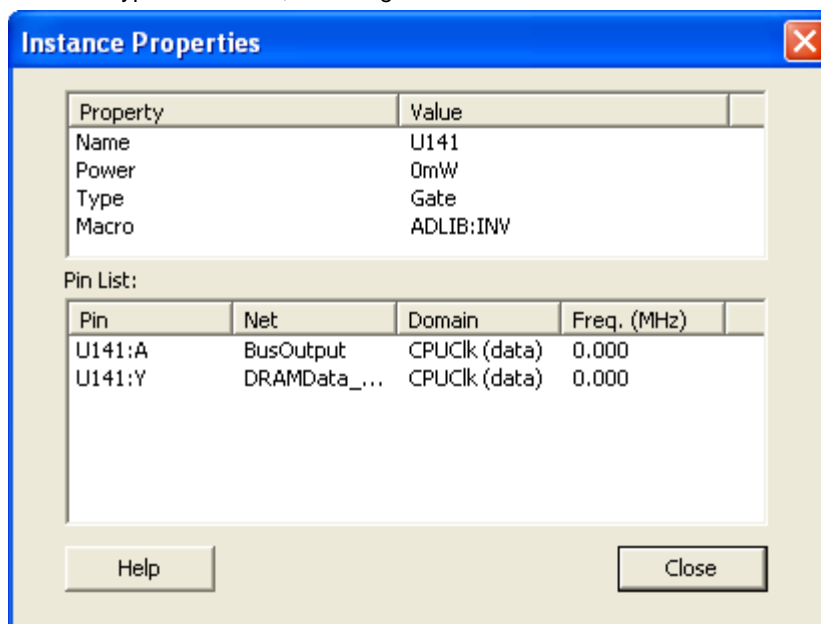 Instance Properties
Property Value
Name U141
Power 0mW
Type Gate
Macro ADLIB:INV
Pin List:
Pin Net Domain Freq. (MHz)
U141:A BusOutput CPUClk (data) 0.000
U141:Y DRAMData_... CPUClk (data) 0.000
Help Close